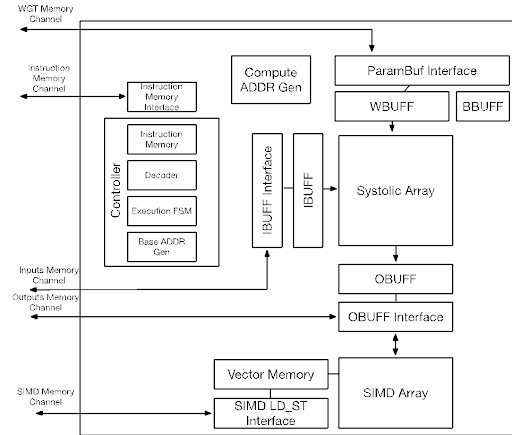 WGT Memory
Channel
Instruction
Memory
Channel
Instruction
Memory
Interface
Compute
ADDR Gen
ParamBuf Interface
WBUFF
BBUFF
Controller
Instruction
Memory
Decoder
Execution FSM
Base ADDR
Gen
IBUFF Interface
IBUFF
Systolic Array
Inputs Memory
Channel
Outputs Memory
Channel
OBUFF
OBUFF Interface
Vector Memory
SIMD Array
SIMD Memory
Channel
SIMD LD_ST
Interface